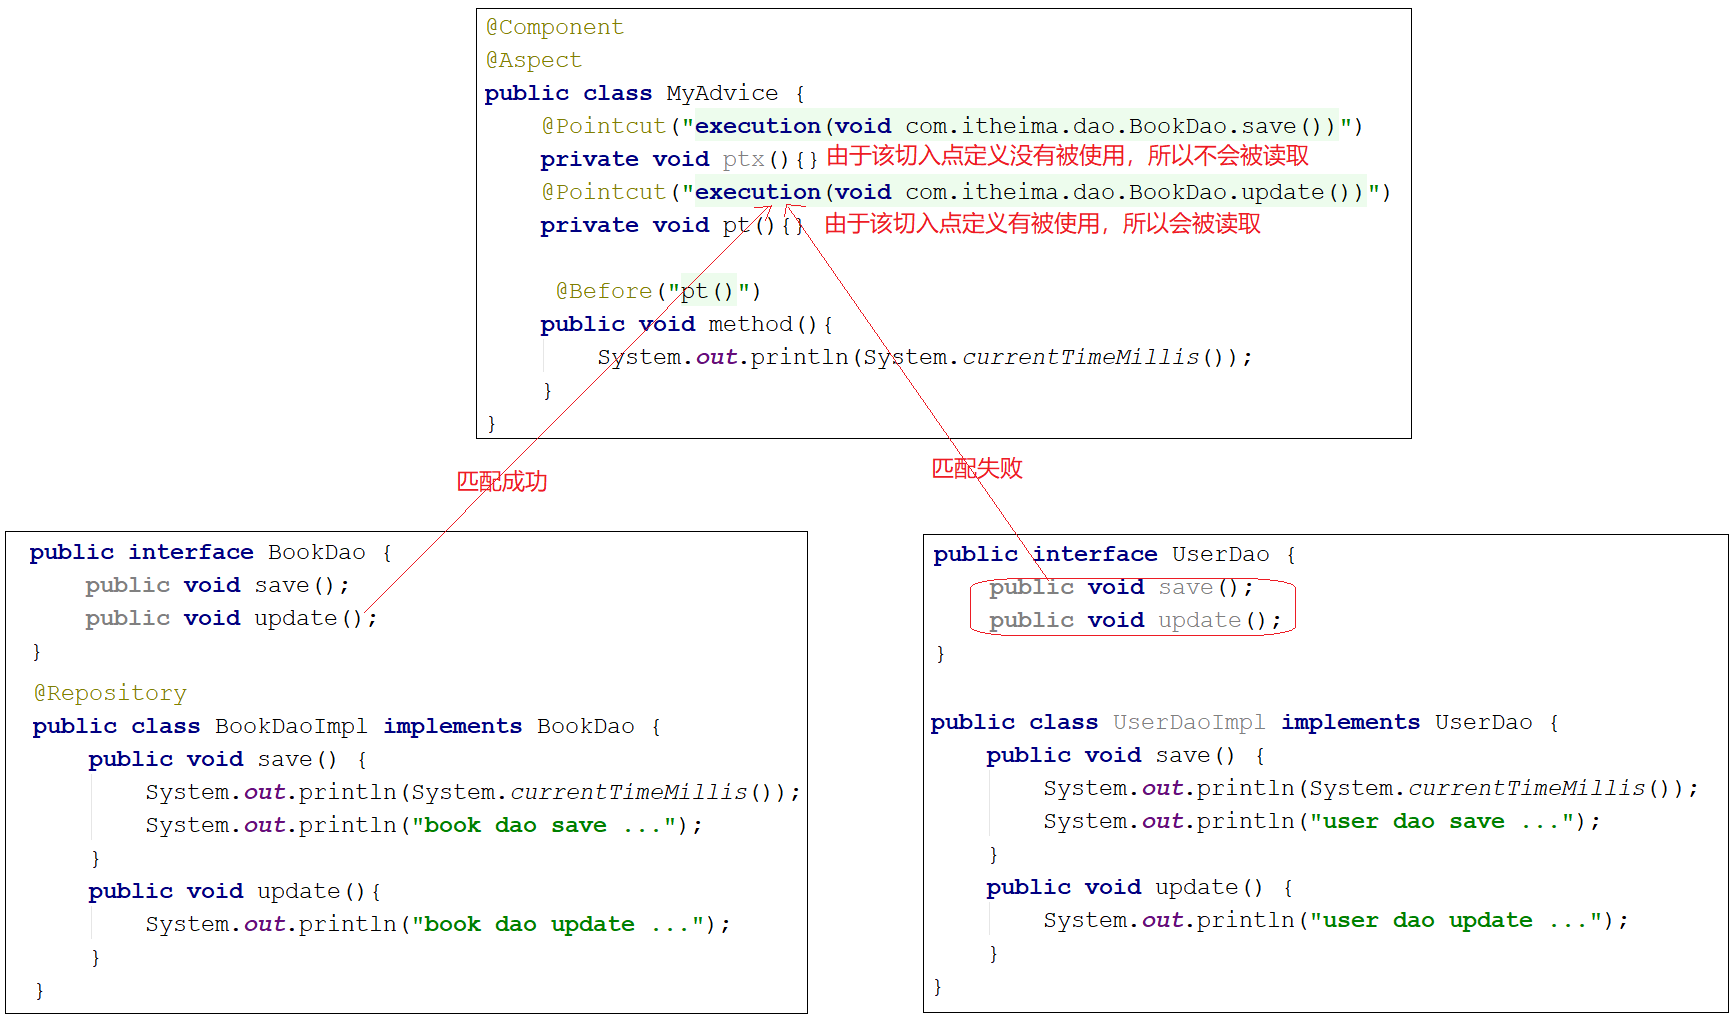 @Component
@Aspect
public class MyAdvice {
@Pointcut("execution(void com.itheima.dao.BookDao.save())")
private void ptx(){} 由于该切入点定义没有被使用，所以不会被读取
@Pointcut("execution(void com.itheima.dao.BookDao.update())")
private void pt(){} 由于该切入点定义有被使用，所以会被读取
@Before("pt()")
public void method(){
System.out.println(System.currentTimeMillis());
}
}
匹配成功
匹配失败
public interface BookDao {
public void save();
public void update();
}
@Repository
public class BookDaoImpl implements BookDao {
public void save() {
System.out.println(System.currentTimeMillis());
System.out.println("book dao save ...");
}
public void update(){
System.out.println("book dao update ...");
}
}
public interface UserDao {
public void save();
public void update();
}
public class UserDaoImpl implements UserDao {
public void save() {
System.out.println(System.currentTimeMillis());
System.out.println("user dao save ...");
}
public void update() {
System.out.println("user dao update ...");
}
}